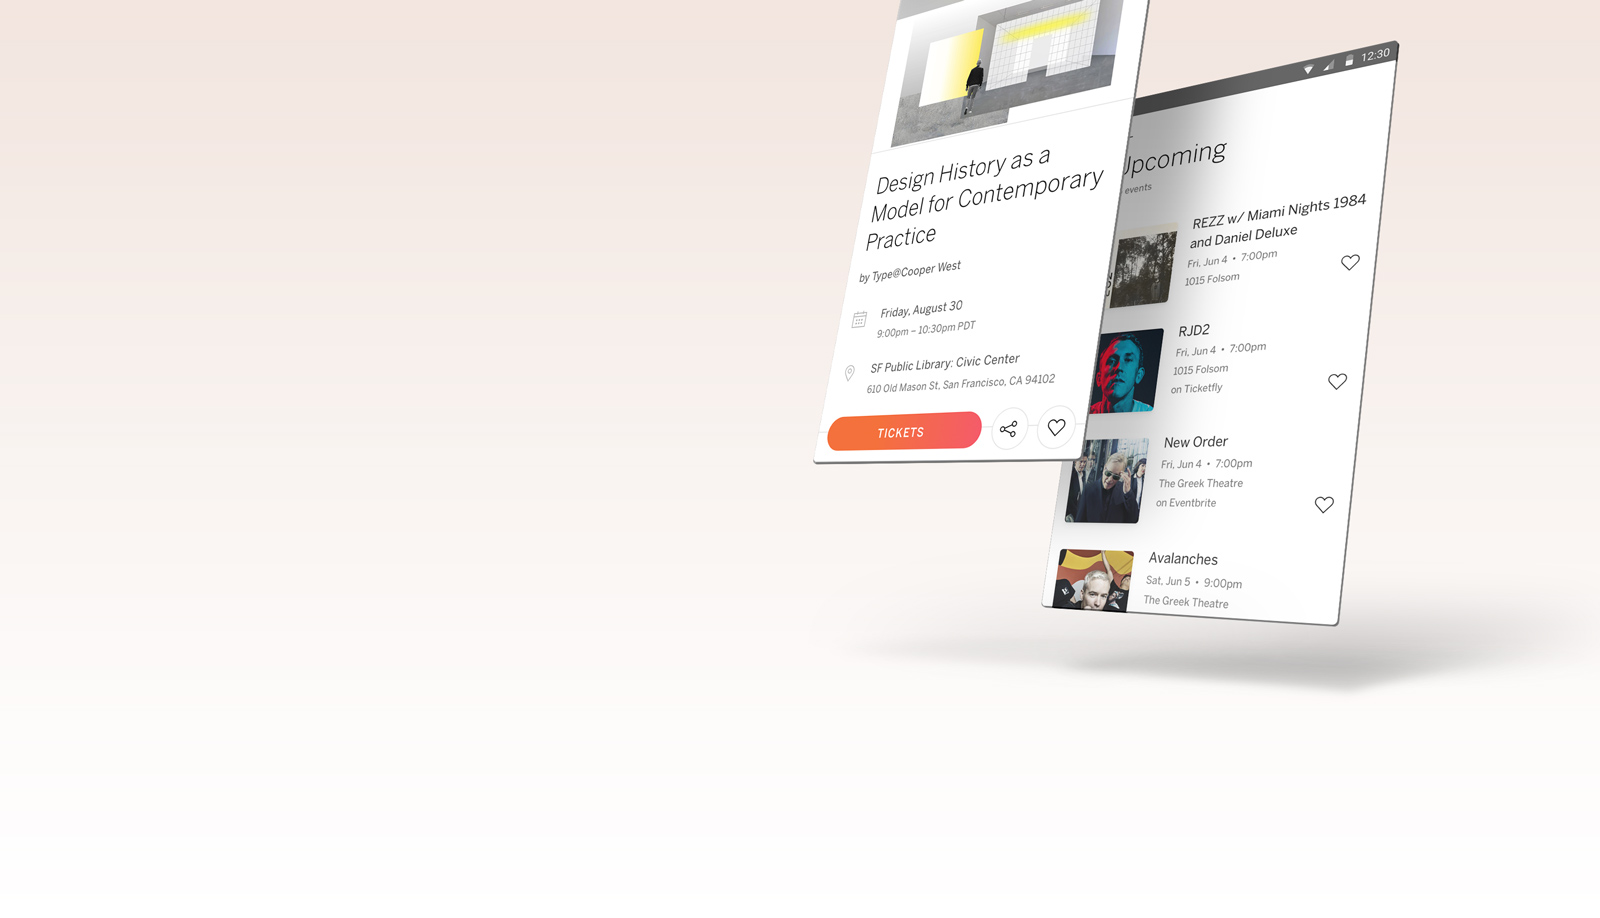 Design History as a
Model for Contemporary
Practice
by Type@Cooper West
Friday, August 30
9:00pm – 10:30pm PDT
SF Public Library: Civic Center
610 Old Mason St, San Francisco, CA 94102
TICKETS
12:30
Upcoming
events
REZZ w/ Miami Nights 1984
and Daniel Deluxe
Fri, Jun 4 • 7:00pm
1015 Folsom
RJD2
Fri, Jun 4 • 7:00pm
1015 Folsom
on Ticketfly
New Order
Fri, Jun 4 • 7:00pm
The Greek Theatre
on Eventbrite
Avalanches
Sat, Jun 5 • 9:00pm
The Greek Theatre